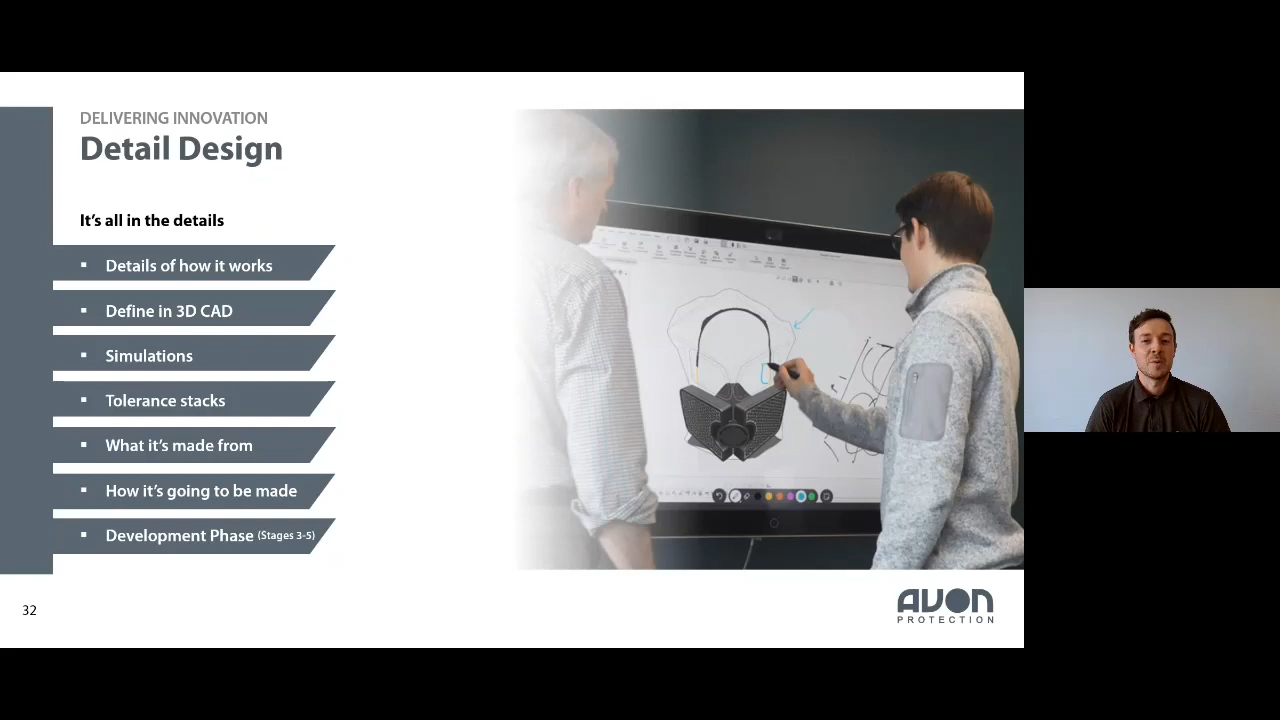 DELIVERING INNOVATION
Detail Design
It's all in the details
▪ Details of how it works
▪ Define in 3D CAD
▪ Simulations
▪ Tolerance stacks
▪ What it's made from
▪ How it's going to be made
▪ Development Phase (Stages 3-5)
32
AVON
PROTECTION